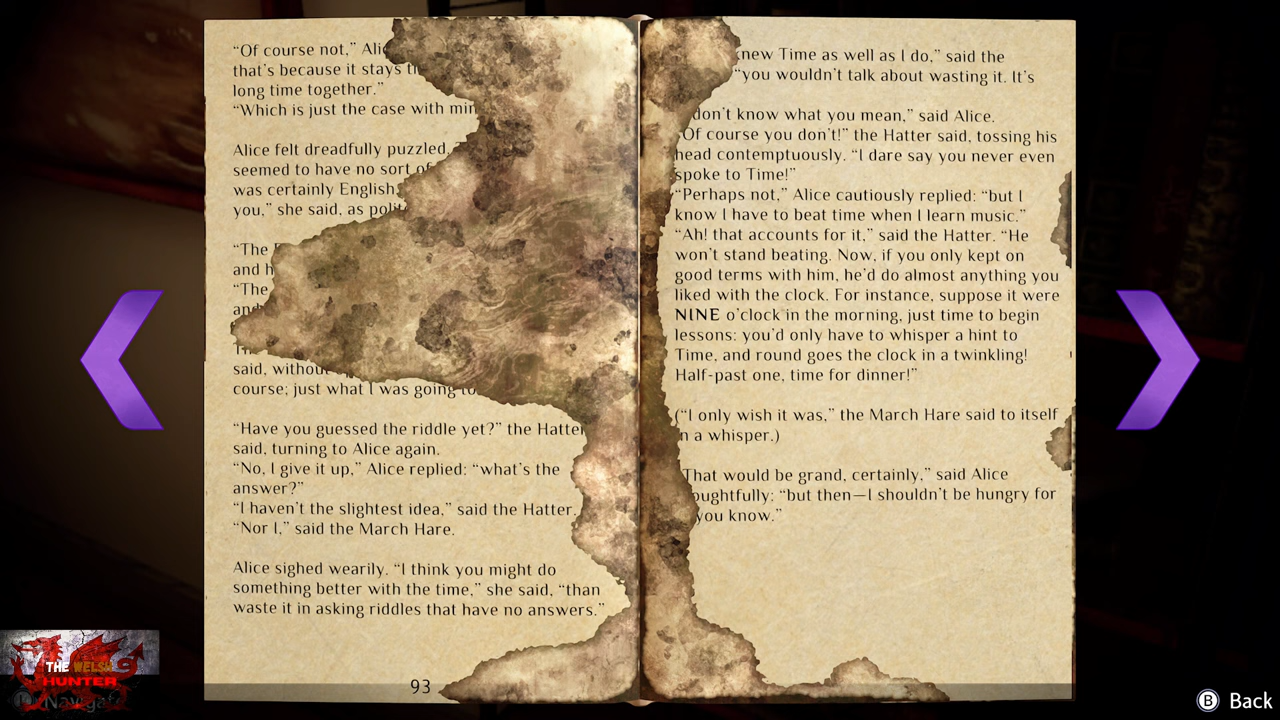 “Of course not,”
that’s because it stays
long time together.”
“Which is just the case with
Alice felt dreadfully puzzled.
seemed to have no sort of
was certainly English,
you,” she said, as
“The
and
“The
said, without
course; just what I was going to
“Have you guessed the riddle yet?” the Hatter
said, turning to Alice again.
“No, I give it up,” Alice replied: “what’s the
answer?”
“I haven’t the slightest idea,” said the Hatter.
“Nor I,” said the March Hare.
Alice sighed wearily. “I think you might do
something better with the time,” she said, “than
waste it in asking riddles that have no answers.”
93
Time as well as I do,” said the
“you wouldn’t talk about wasting it. It’s
don’t know what you mean,” said Alice.
Of course you don’t!” the Hatter said, tossing his
head contemptuously. “I dare say you never even
spoke to Time!”
“Perhaps not,” Alice cautiously replied: “but I
know I have to beat time when I learn music.”
“Ah! that accounts for it,” said the Hatter. “He
won’t stand beating. Now, if you only kept on
good terms with him, he’d do almost anything you
liked with the clock. For instance, suppose it were
NINE o’clock in the morning, just time to begin
lessons: you’d only have to whisper a hint to
Time, and round goes the clock in a twinkling!
Half-past one, time for dinner!”
(“I only wish it was,” the March Hare said to itself
in a whisper.)
That would be grand, certainly,” said Alice
“but then—I shouldn’t be hungry for
you know.”
THE WELSH
HUNTER
B Back